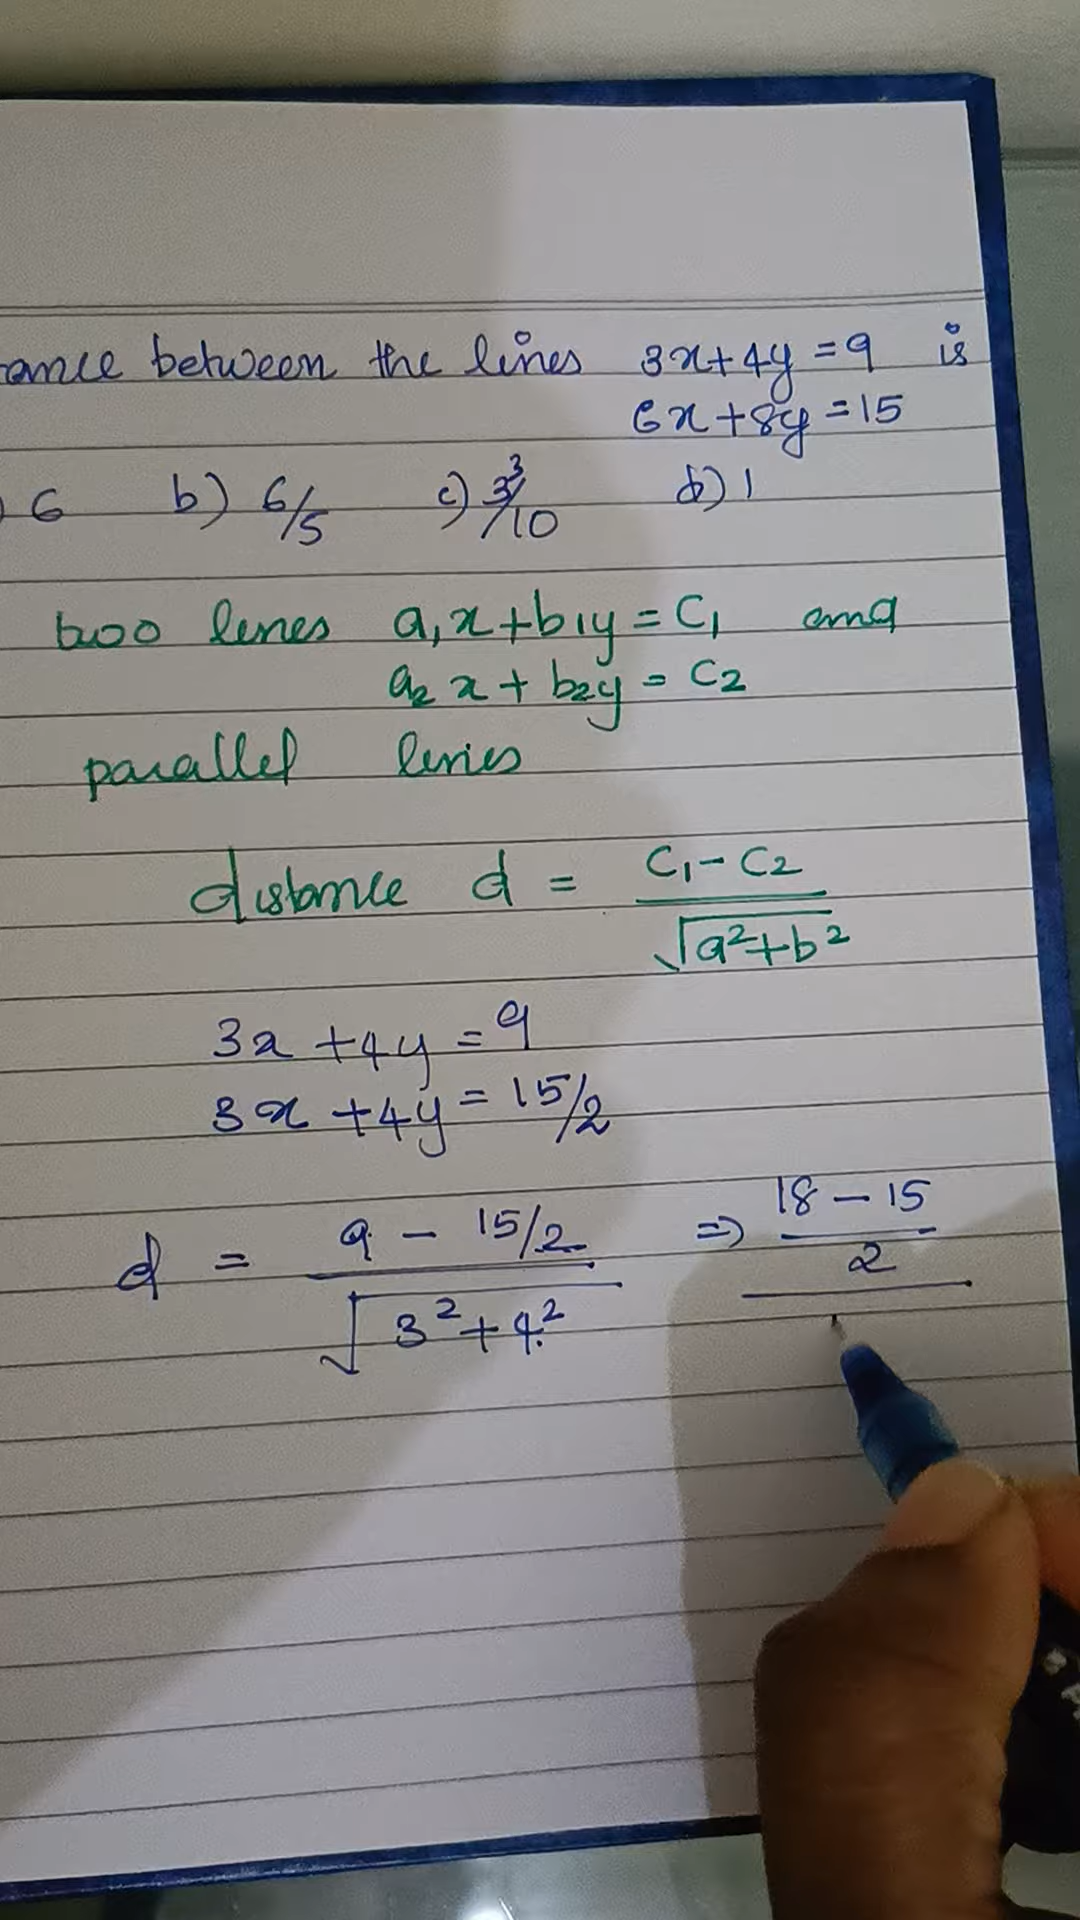 ance between the lines 3x+4y=9 is
6x+8y=15
) 6 b) 6/5 c) 3/10 d) 1
two lines a₁x+b₁y=C₁ and
a₂x+b₂y=C₂
parallel lines
distance d = C₁-C₂ / √a²+b²
3x+4y=9
3x+4y=15/2
d = 9 - 15/2 / √3²+4² ⇒ 18-15 / 2